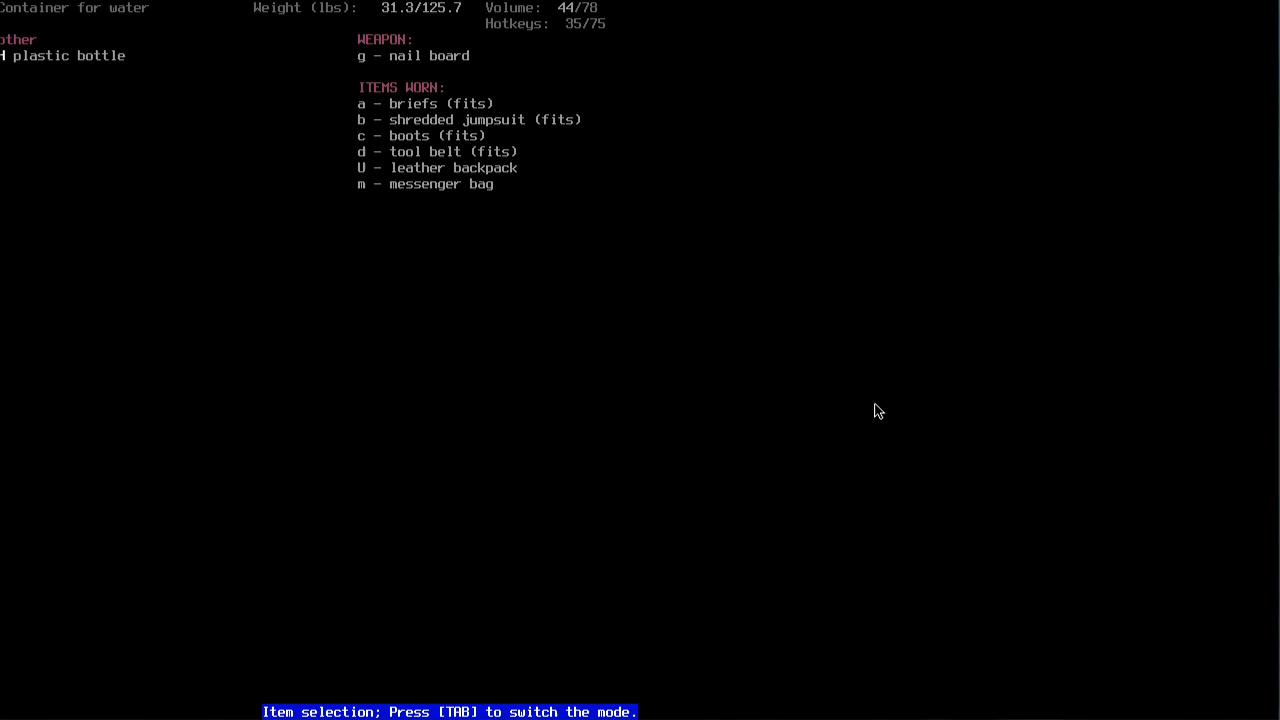 Container for water Weight (lbs): 31.3/125.7 Volume: 44/78
Hotkeys: 35/75
other WEAPON:
H plastic bottle g - nail board
ITEMS WORN:
a - briefs (fits)
b - shredded jumpsuit (fits)
c - boots (fits)
d - tool belt (fits)
U - leather backpack
m - messenger bag
Item selection; Press [TAB] to switch the mode.